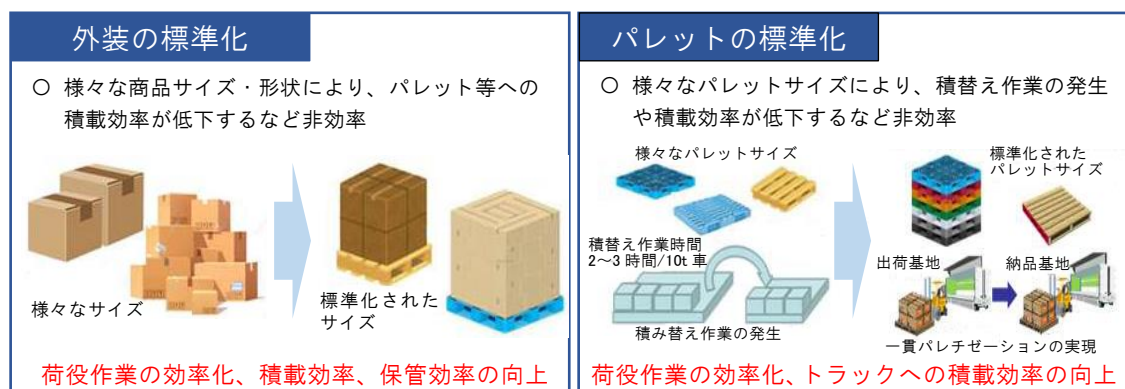 外装の標準化
〇 様々な商品サイズ・形状により、パレット等への
積載効率が低下するなど非効率
様々なサイズ
標準化された
サイズ
荷役作業の効率化、積載効率、保管効率の向上
パレットの標準化
〇 様々なパレットサイズにより、積替え作業の発生
や積載効率が低下するなど非効率
様々なパレットサイズ
標準化された
パレットサイズ
積替え作業時間
2～3 時間/10t 車
積み替え作業の発生
出荷基地
納品基地
一貫パレチゼーションの実現
荷役作業の効率化、トラックへの積載効率の向上